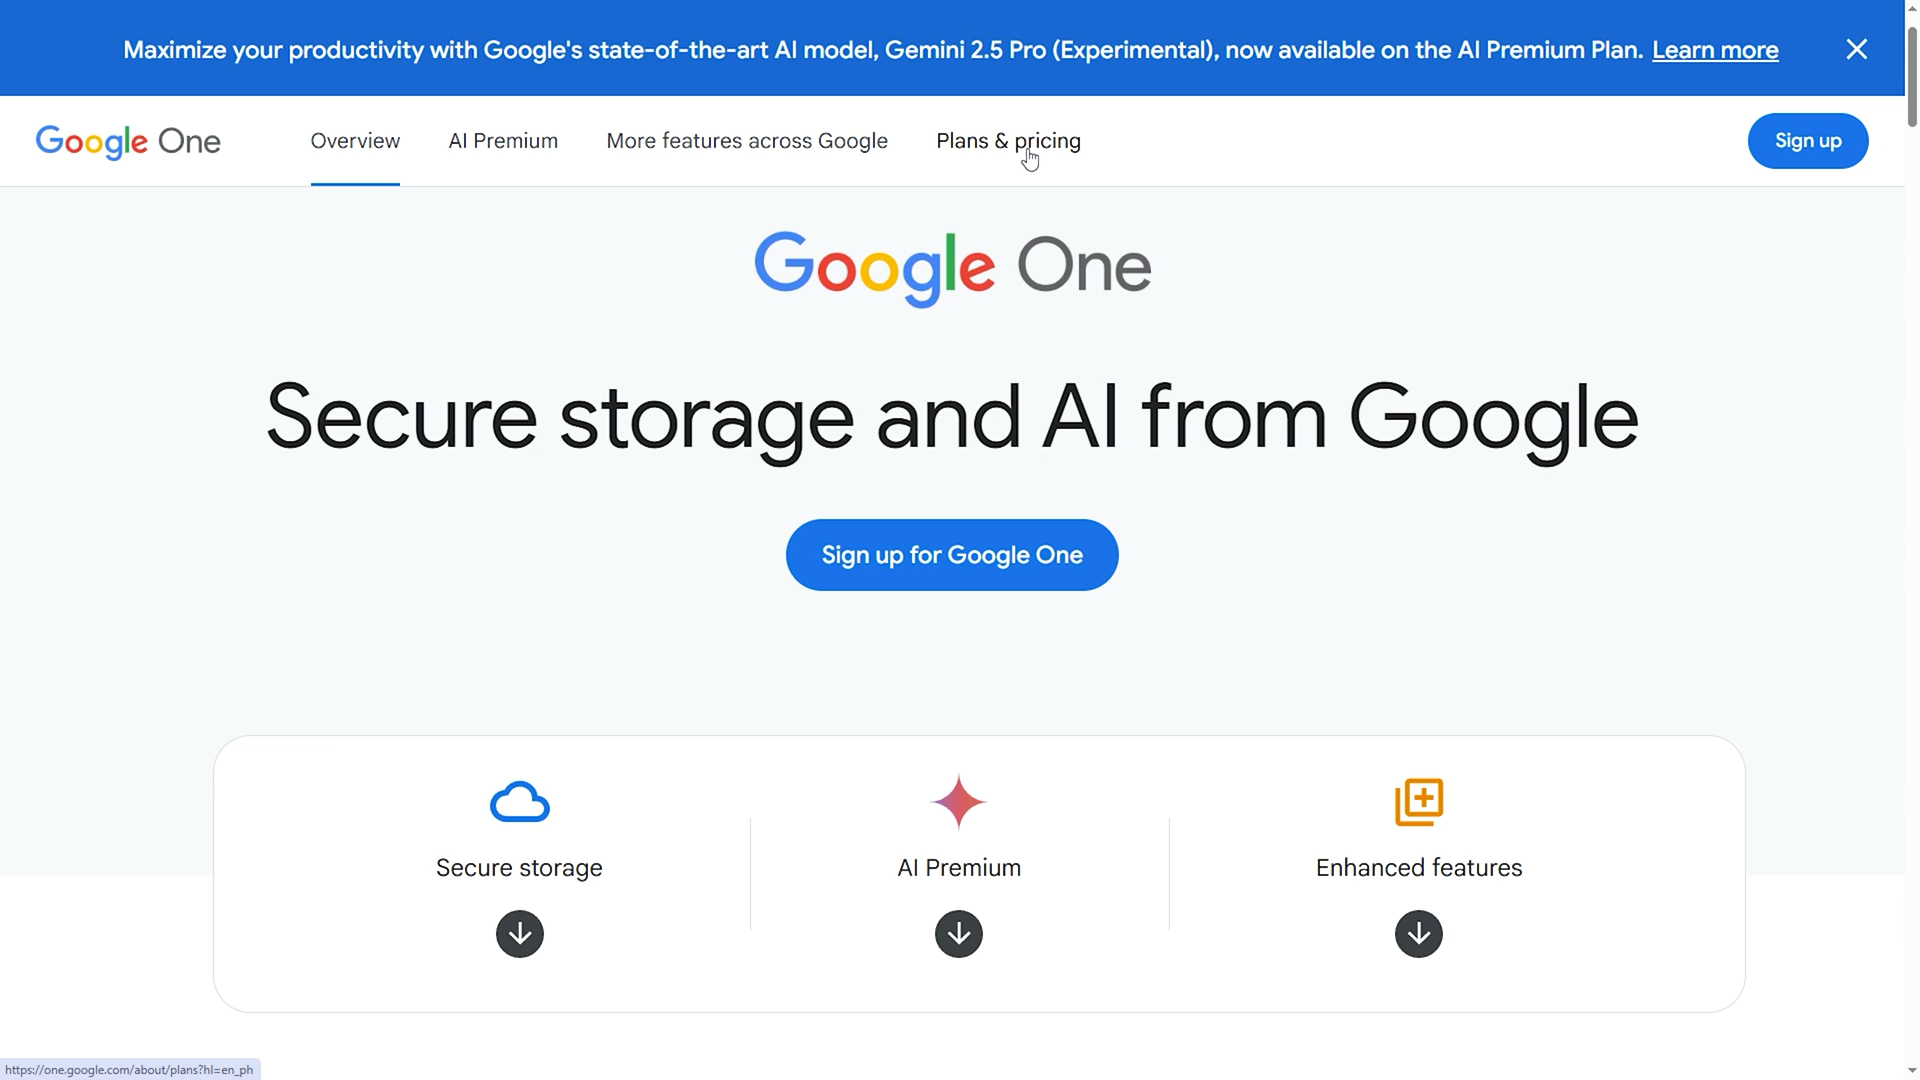 Maximize your productivity with Google's state-of-the-art AI model, Gemini 2.5 Pro (Experimental), now available on the AI Premium Plan. Learn more
Google One Overview AI Premium More features across Google Plans & pricing Sign up
Google One
Secure storage and AI from Google
Sign up for Google One
Secure storage AI Premium Enhanced features
https://one.google.com/about/plans?hl=en_ph